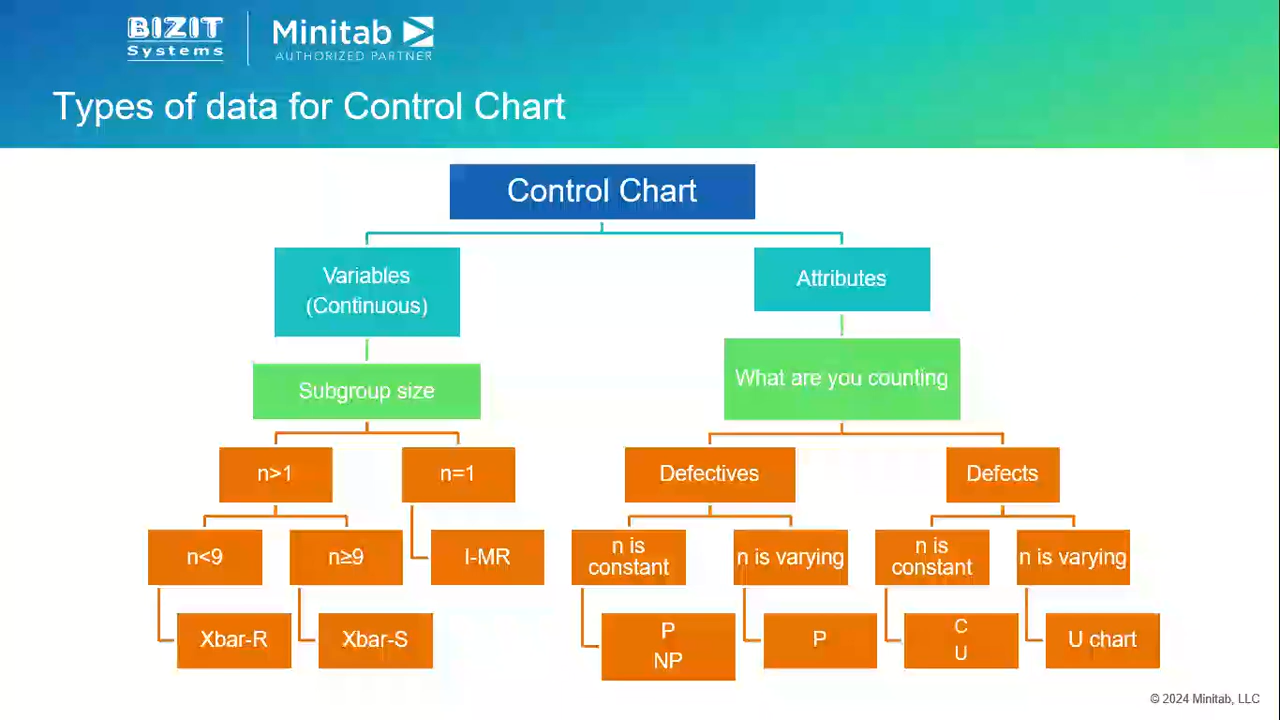 BIZIT
Systems
Minitab
AUTHORIZED PARTNER
Types of data for Control Chart
Control Chart
Variables
(Continuous)
Attributes
Subgroup size
What are you counting
n>1
n=1
Defectives
Defects
n<9
n≥9
I-MR
n is
constant
n is varying
n is
constant
n is varying
Xbar-R
Xbar-S
P
NP
P
C
U
U chart
© 2024 Minitab, LLC